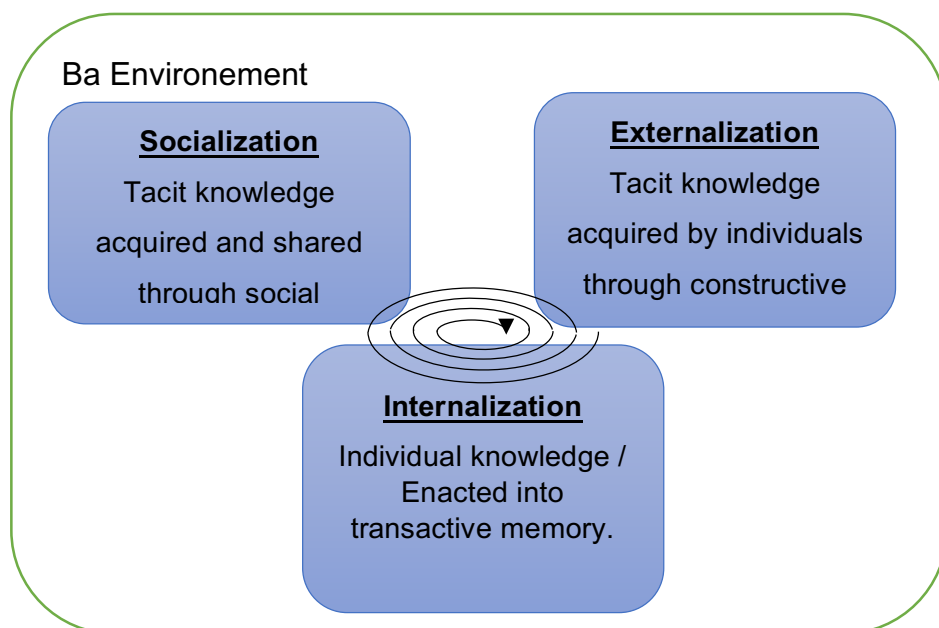 Ba Environement
Socialization
Tacit knowledge
acquired and shared
through social
Externalization
Tacit knowledge
acquired by individuals
through constructive
Internalization
Individual knowledge /
Enacted into
transactive memory.